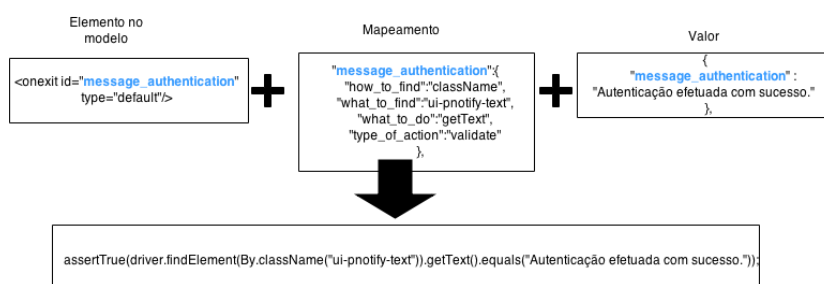 Elemento no
modelo
<onexit id="message_authentication"
type="default"/>
Mapeamento
"message_authentication":{
"how_to_find":"className",
"what_to_find":"ui-pnotify-text",
"what_to_do":"getText",
"type_of_action":"validate"
},
Valor
{
"message_authentication" :
"Autenticação efetuada com sucesso."
},
assertTrue(driver.findElement(By.className("ui-pnotify-text")).getText().equals("Autenticação efetuada com sucesso."));